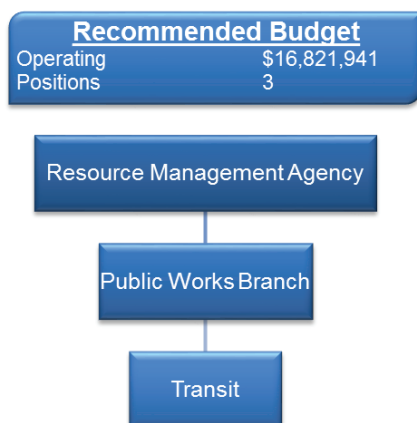 Recommended Budget
Operating $16,821,941
Positions 3
Resource Management Agency
Public Works Branch
Transit